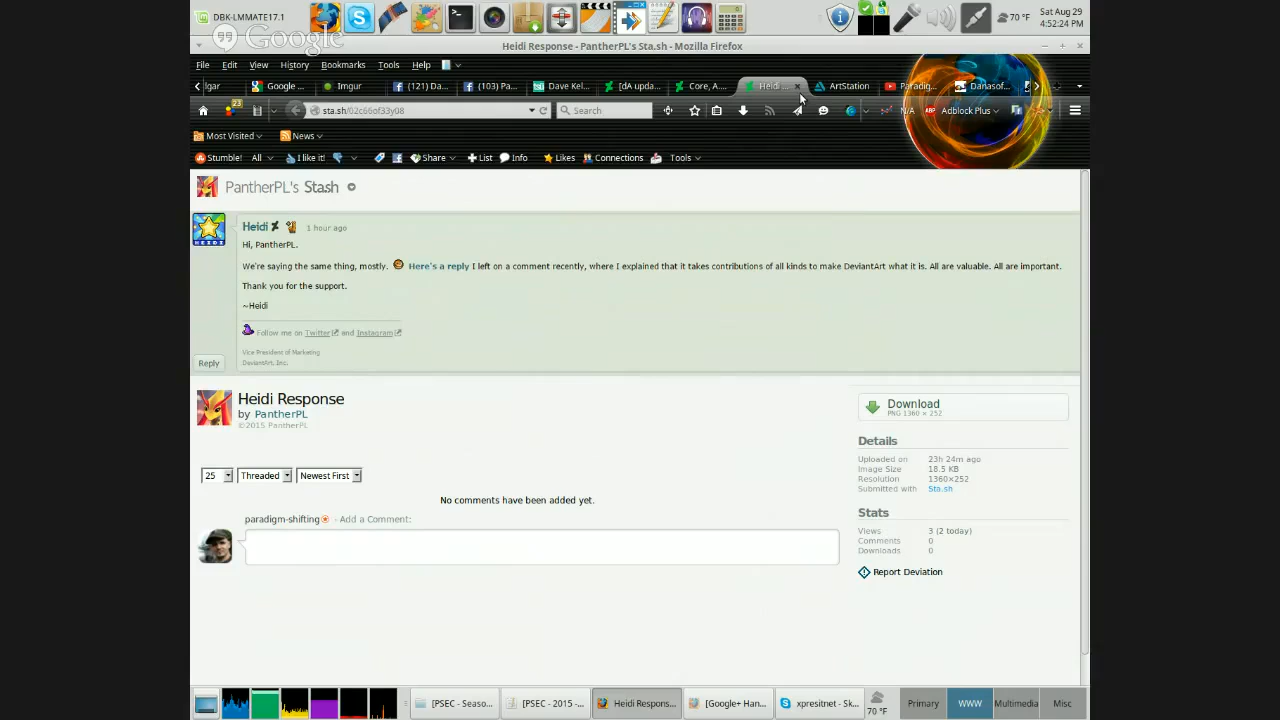 DBK-LMMATE17.1
70 °F
Sat Aug 29
4:52:24 PM
Google
Heidi Response - PantherPL's Sta.sh - Mozilla Firefox
File Edit View History Bookmarks Tools Help
lgar
Google ...
Imgur
(121) Da...
(103) Pa...
Dave Kel...
[dA upda...
Core, A...
Heidi ...
ArtStation
Paradig...
Danasof...
23
sta.sh/02c66of33y08
Search
N/A
ABP
Adblock Plus
Most Visited
News
Stumble! All I like it! Share List Info Likes Connections Tools
PantherPL's Sta.sh
HEIDI
Heidi 1 hour ago
Hi, PantherPL.
We're saying the same thing, mostly. Here's a reply I left on a comment recently, where I explained that it takes contributions of all kinds to make DeviantArt what it is. All are valuable. All are important.
Thank you for the support.
~Heidi
Follow me on Twitter and Instagram
Vice President of Marketing
DeviantArt, Inc.
Reply
Heidi Response
by PantherPL
©2015 PantherPL
Download
PNG 1360 × 252
Details
Uploaded on 23h 24m ago
Image Size 18.5 KB
Resolution 1360×252
Submitted with Sta.sh
25 Threaded Newest First
No comments have been added yet.
paradigm-shifting - Add a Comment:
Stats
Views 3 (2 today)
Comments 0
Downloads 0
Report Deviation
[PSEC - Seaso...
[PSEC - 2015 -...
Heidi Respons...
[Google+ Han...
xpresitnet - Sk...
70 °F
Primary
WWW
Multimedia
Misc